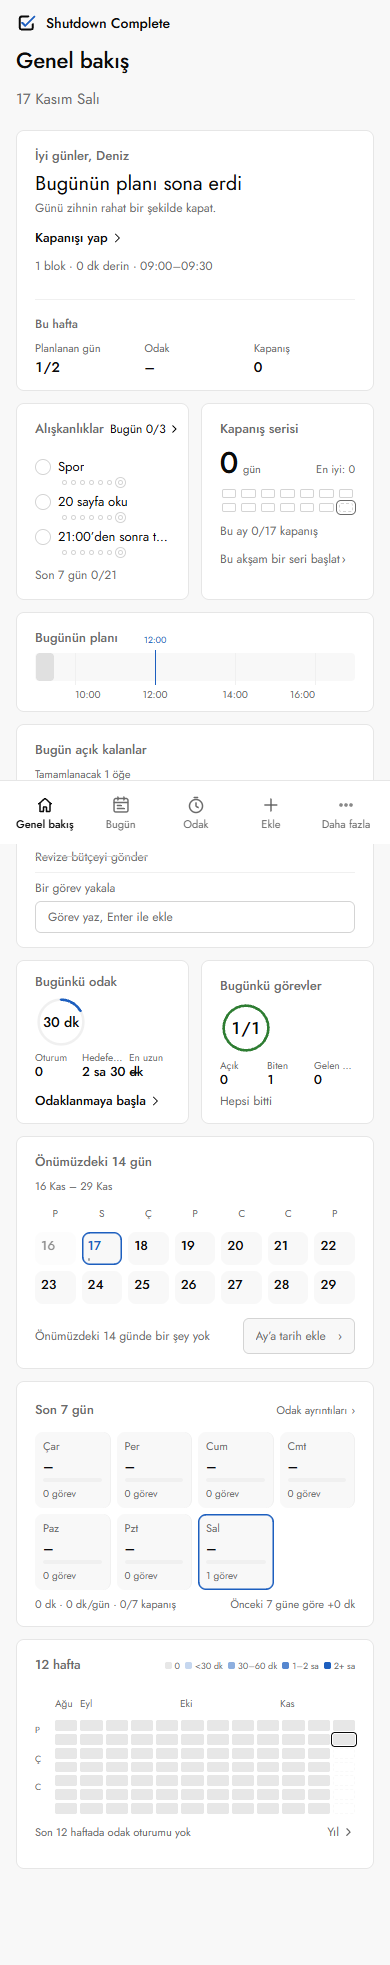 Shutdown Complete
Genel bakış
17 Kasım Salı
İyi günler, Deniz
Bugünün planı sona erdi
Günü zihnin rahat bir şekilde kapat.
Kapanışı yap
1 blok · 0 dk derin · 09:00–09:30
Bu hafta
Planlanan gün Odak Kapanış
1/2 – 0
Alışkanlıklar Bugün 0/3
Spor
20 sayfa oku
21:00'den sonra t...
Son 7 gün 0/21
Kapanış serisi
0 gün En iyi: 0
Bu ay 0/17 kapanış
Bu akşam bir seri başlat ›
Bugünün planı
12:00
10:00 12:00 14:00 16:00
Bugün açık kalanlar
Tamamlanacak 1 öğe
Genel bakış Bugün Odak Ekle Daha fazla
Revize bütçeyi gönder
Bir görev yakala
Görev yaz, Enter ile ekle
Bugünkü odak
30 dk
Oturum Hedefe... En uzun
0 2 sa 30 dk –
Odaklanmaya başla
Bugünkü görevler
1/1
Açık Biten Gelen ...
0 1 0
Hepsi bitti
Önümüzdeki 14 gün
16 Kas – 29 Kas
P S Ç P C C P
16 17 18 19 20 21 22
23 24 25 26 27 28 29
Önümüzdeki 14 günde bir şey yok
Ay'a tarih ekle ›
Son 7 gün Odak ayrıntıları ›
Çar Per Cum Cmt
– – – –
0 görev 0 görev 0 görev 0 görev
Paz Pzt Sal
– – –
0 görev 0 görev 1 görev
0 dk · 0 dk/gün · 0/7 kapanış Önceki 7 güne göre +0 dk
12 hafta 0 <30 dk 30–60 dk 1–2 sa 2+ sa
Ağu Eyl Eki Kas
P
Ç
C
Son 12 haftada odak oturumu yok Yıl